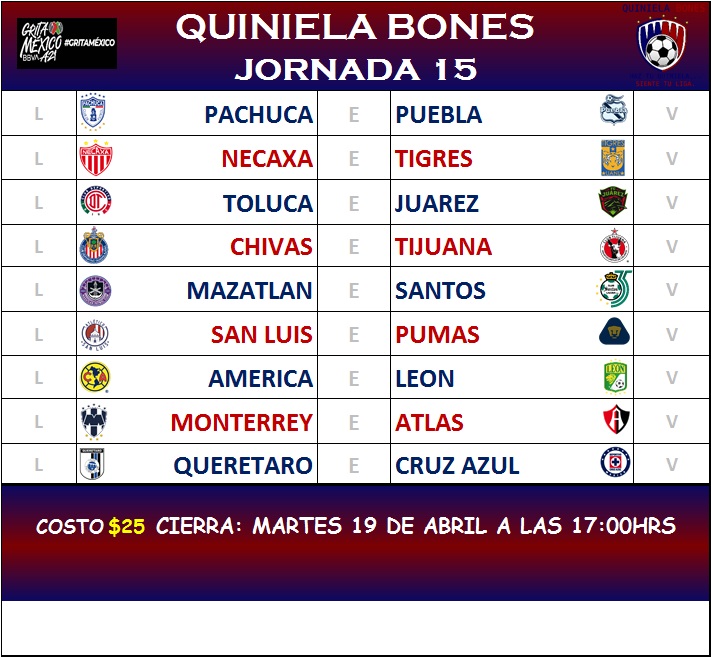 GRITA
MÉXICO
BBVA A21
#GRITAMÉXICO
QUINIELA BONES
JORNADA 15
QUINIELA
L PACHUCA E PUEBLA V
L NECAXA E TIGRES V
L TOLUCA E JUAREZ V
L CHIVAS E TIJUANA V
L MAZATLAN E SANTOS V
L SAN LUIS E PUMAS V
L AMERICA E LEON V
L MONTERREY E ATLAS V
L QUERETARO E CRUZ AZUL V
COSTO $25 CIERRA: MARTES 19 DE ABRIL A LAS 17:00HRS